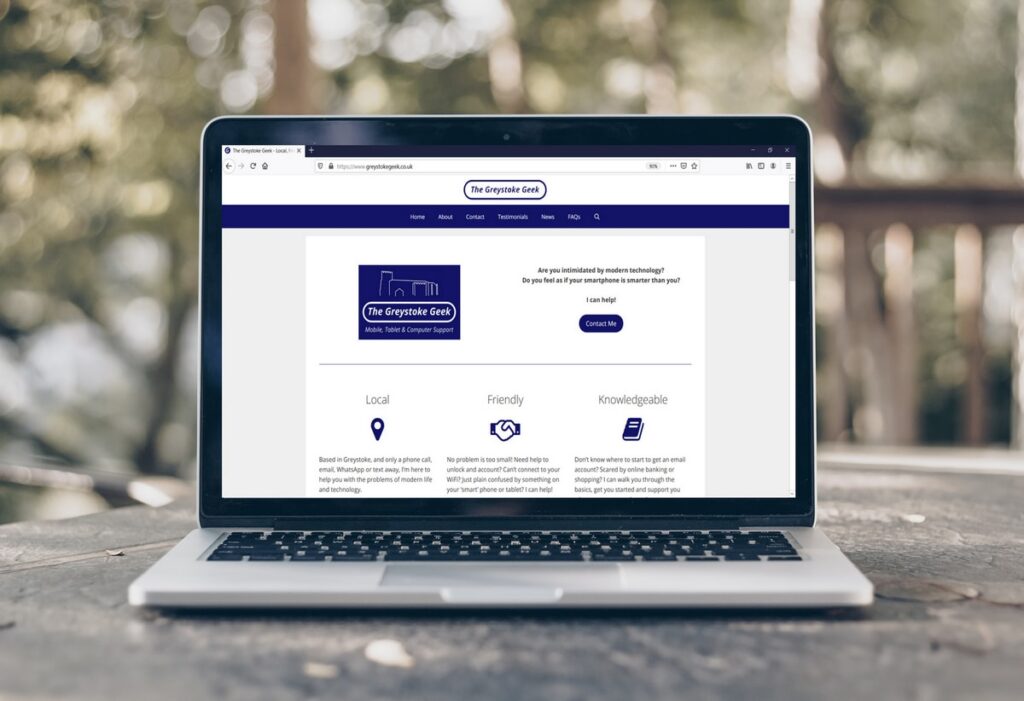 The Greystoke Geek - Local, fri
https://www.greystokegeek.co.uk
90%
The Greystoke Geek
Home About Contact Testimonials News FAQs
The Greystoke Geek
Mobile, Tablet & Computer Support
Are you intimidated by modern technology?
Do you feel as if your smartphone is smarter than you?
I can help!
Contact Me
Local
Based in Greystoke, and only a phone call,
email, WhatsApp or text away, I'm here to
help you with the problems of modern life
and technology.
Friendly
No problem is too small! Need help to
unlock and account? Can't connect to your
WiFi? Just plain confused by something on
your 'smart' phone or tablet? I can help!
Knowledgeable
Don't know where to start to get an email
account? Scared by online banking or
shopping? I can walk you through the
basics, get you started and support you